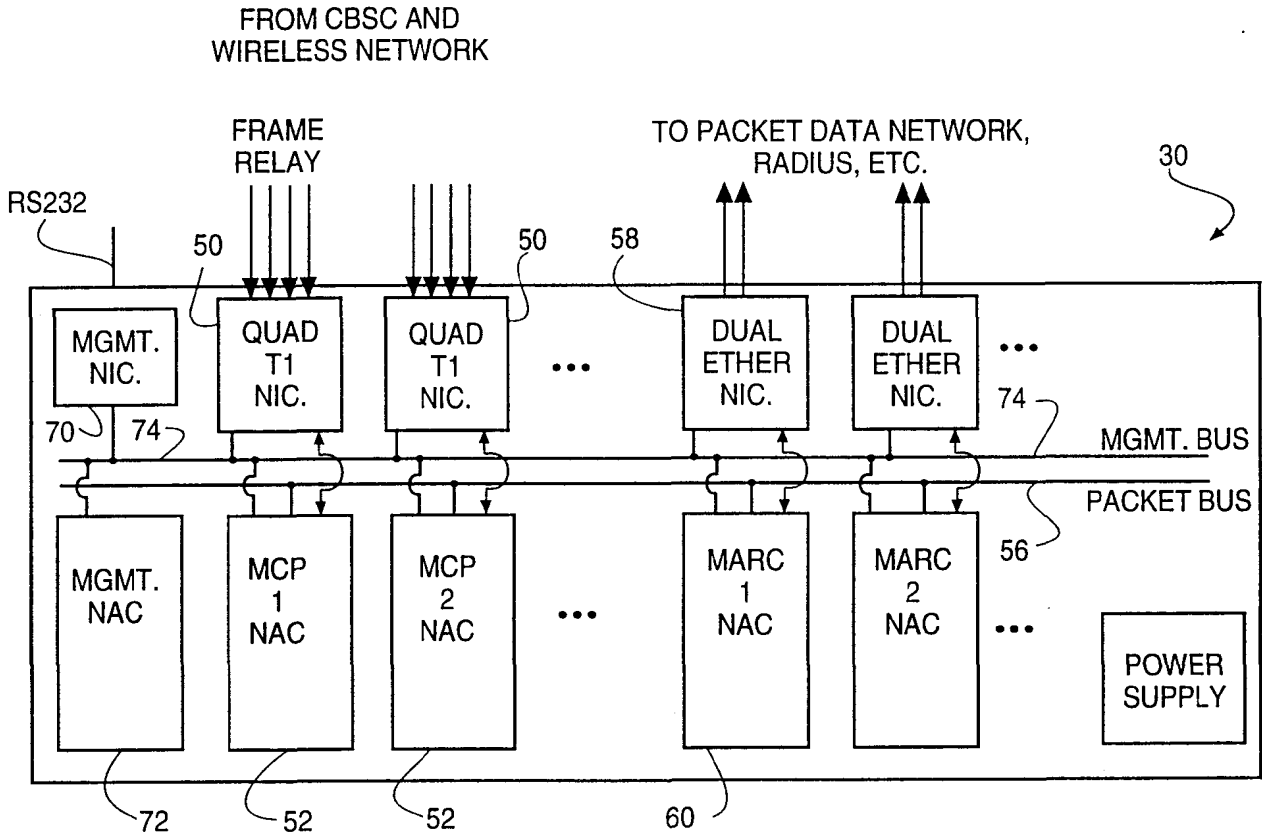 FROM CBSC AND
WIRELESS NETWORK
FRAME
RELAY
TO PACKET DATA NETWORK,
RADIUS, ETC.
30
RS232
50
50
58
MGMT.
NIC.
QUAD
T1
NIC.
QUAD
T1
NIC.
•••
DUAL
ETHER
NIC.
DUAL
ETHER
NIC.
•••
70
74
74
MGMT. BUS
PACKET BUS
56
MGMT.
NAC
MCP
1
NAC
MCP
2
NAC
•••
MARC
1
NAC
MARC
2
NAC
•••
POWER
SUPPLY
72
52
52
60